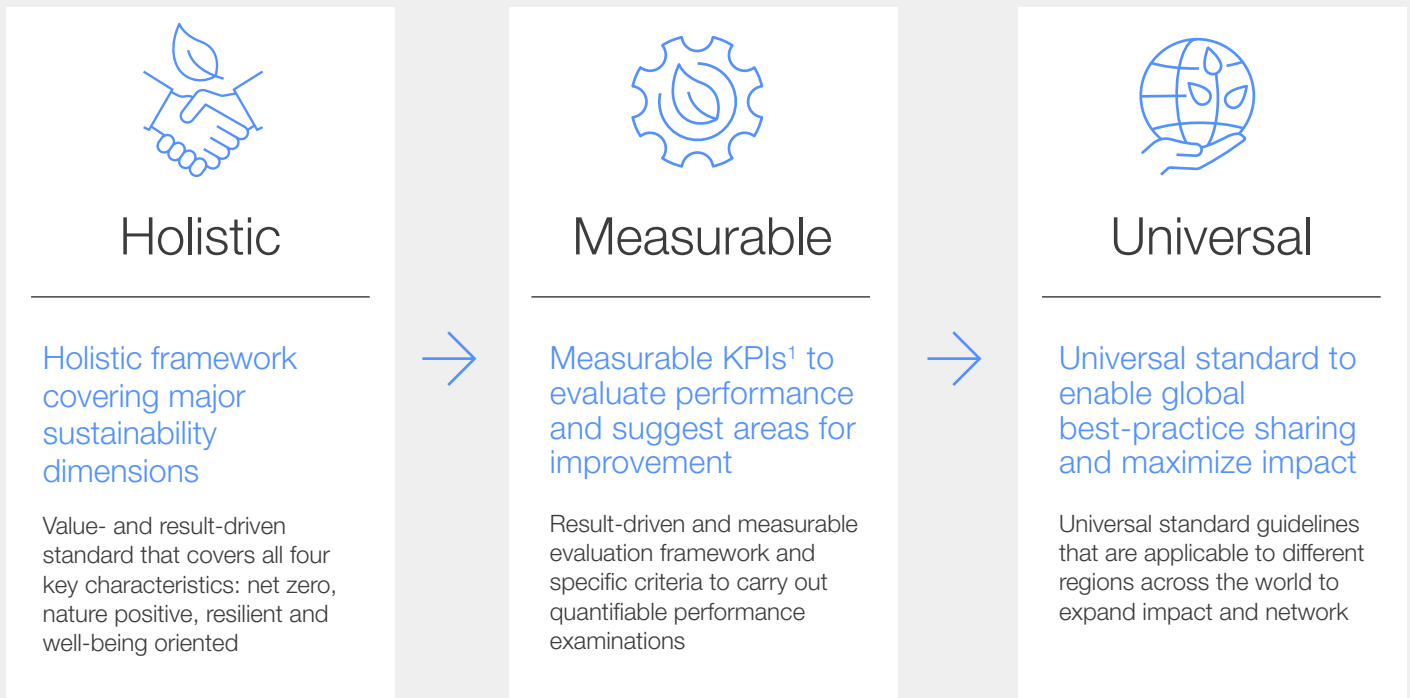 Holistic
Holistic framework
covering major
sustainability
dimensions
Value- and result-driven
standard that covers all four
key characteristics: net zero,
nature positive, resilient and
well-being oriented
Measurable
Measurable KPIs¹ to
evaluate performance
and suggest areas for
improvement
Result-driven and measurable
evaluation framework and
specific criteria to carry out
quantifiable performance
examinations
Universal
Universal standard to
enable global
best-practice sharing
and maximize impact
Universal standard guidelines
that are applicable to different
regions across the world to
expand impact and network